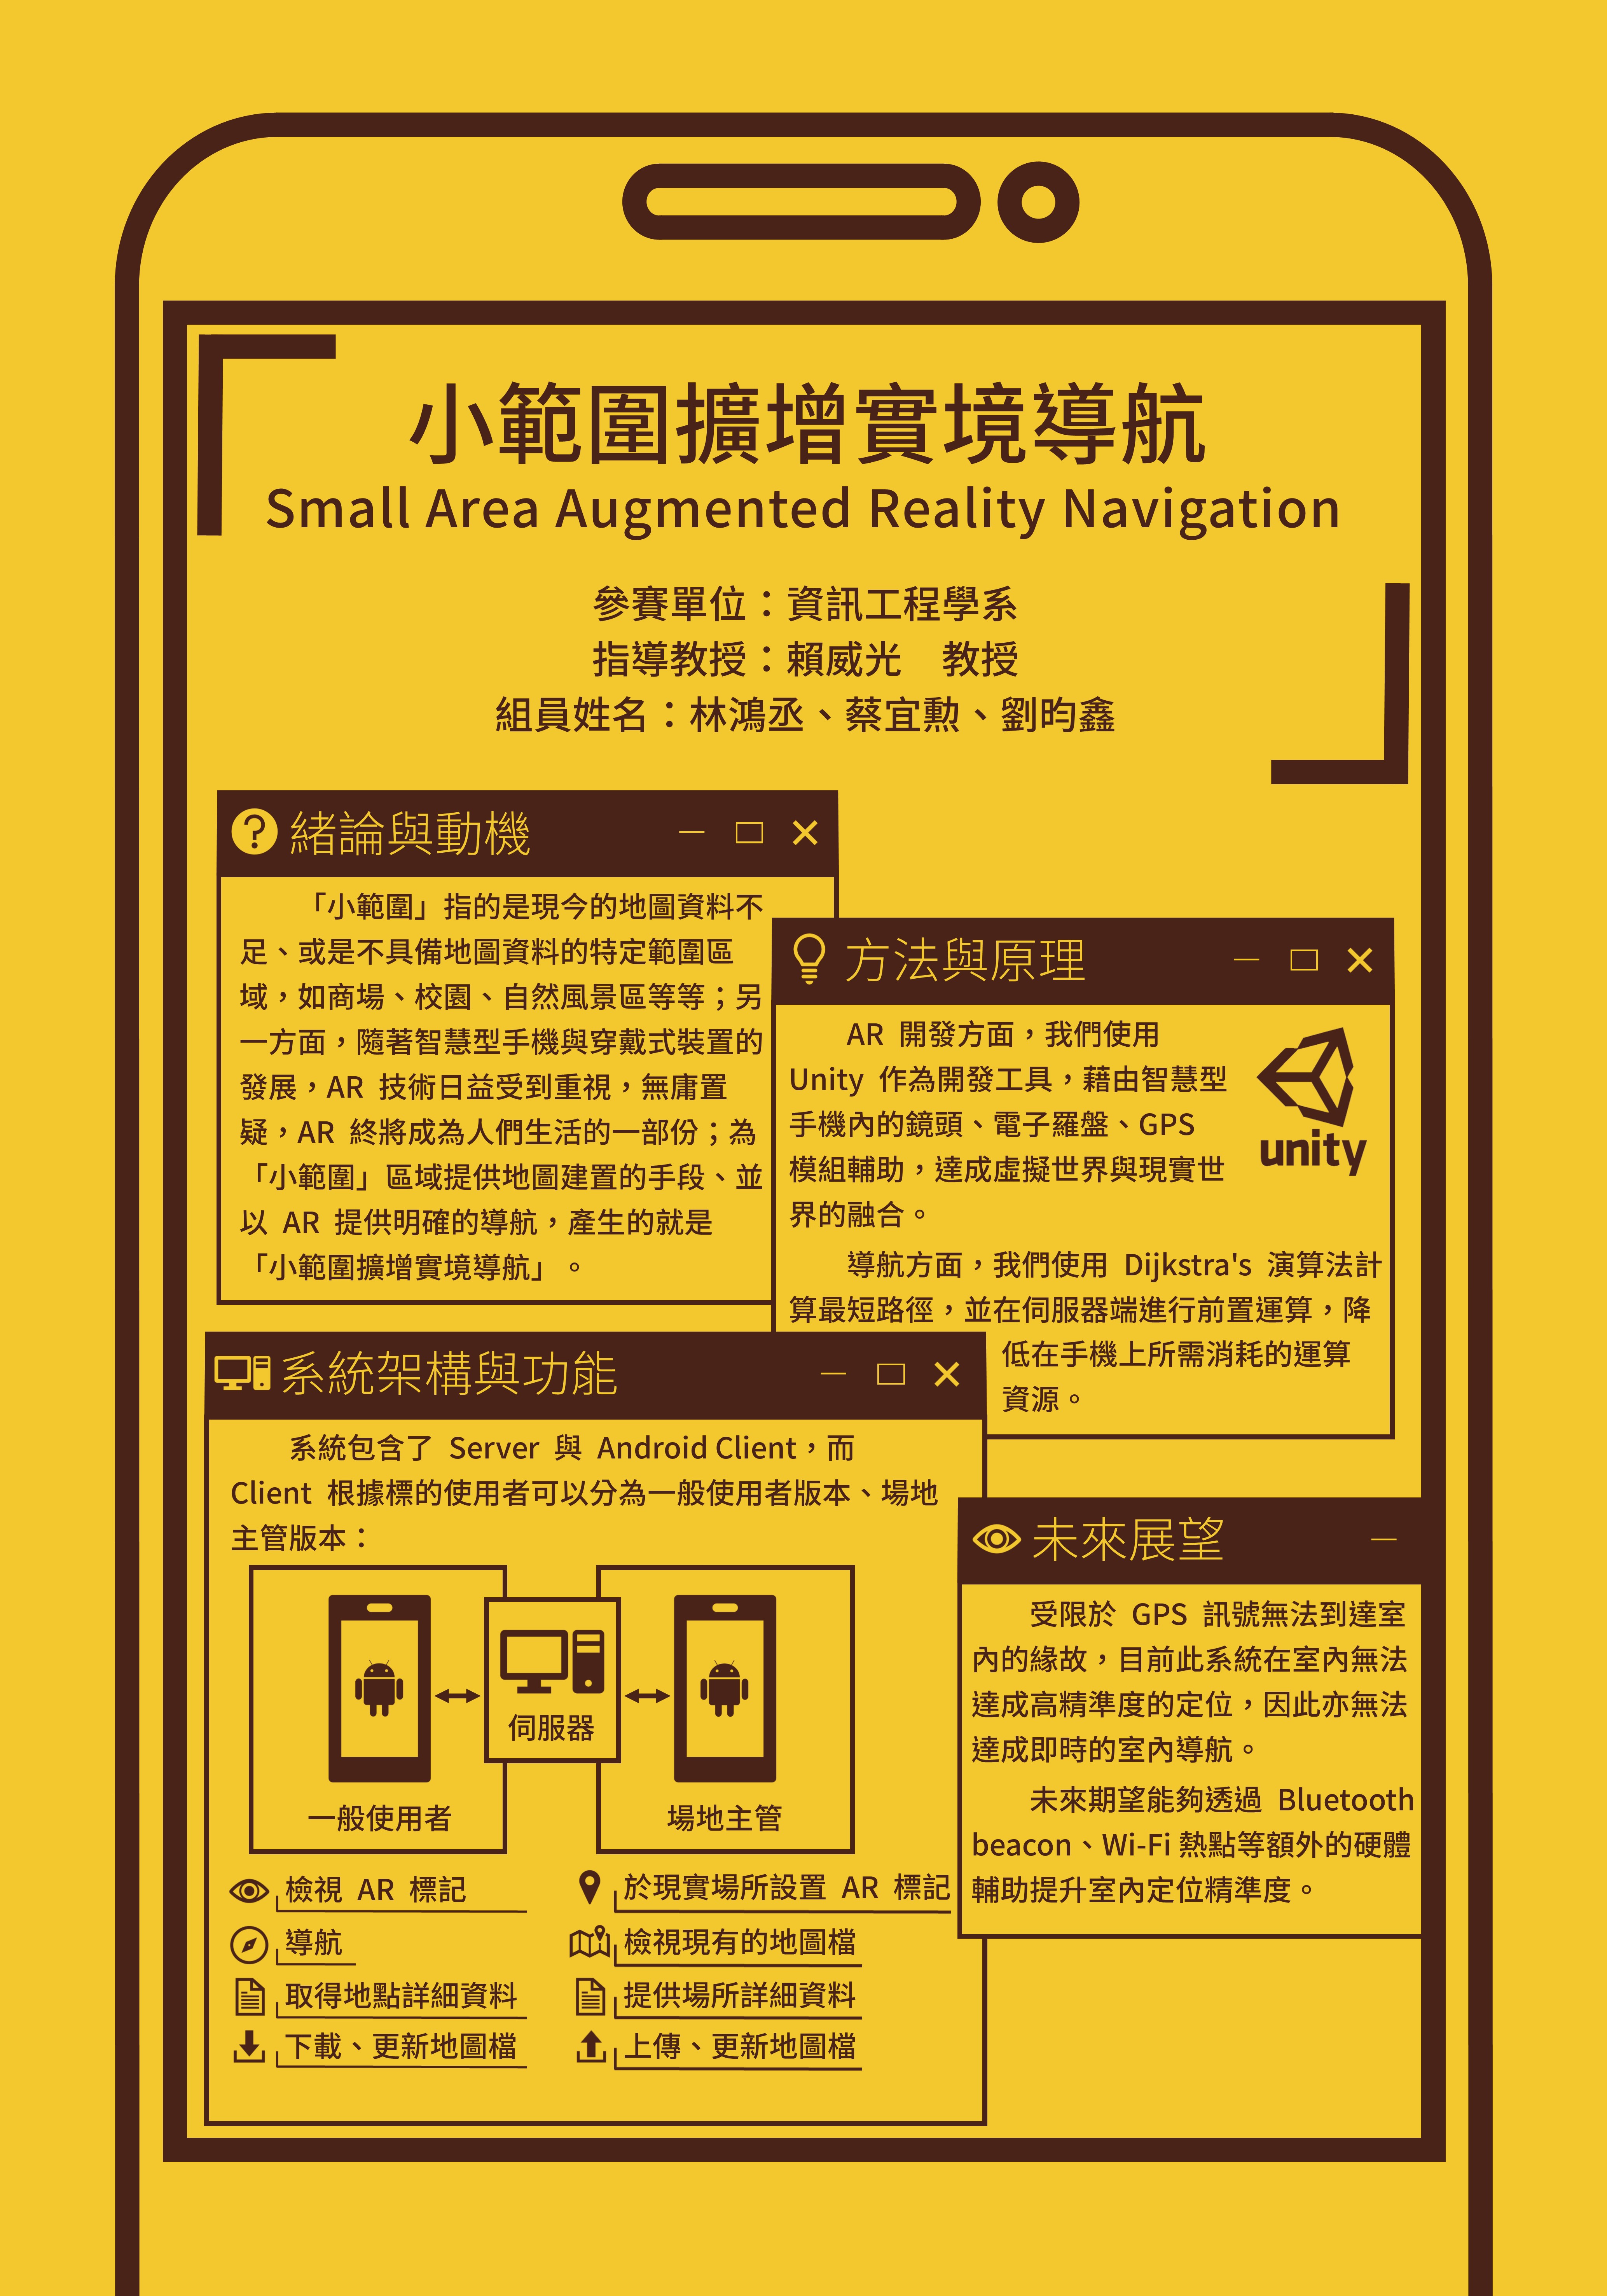 小範圍擴增實境導航
Small Area Augmented Reality Navigation
參賽單位：資訊工程學系
指導教授：賴威光　教授
組員姓名：林鴻丞、蔡宜勲、劉昀鑫
緒論與動機
「小範圍」指的是現今的地圖資料不
足、或是不具備地圖資料的特定範圍區
域，如商場、校園、自然風景區等等；另
一方面，隨著智慧型手機與穿戴式裝置的
發展，AR 技術日益受到重視，無庸置
疑，AR 終將成為人們生活的一部份；為
「小範圍」區域提供地圖建置的手段、並
以 AR 提供明確的導航，產生的就是
「小範圍擴增實境導航」。
方法與原理
AR 開發方面，我們使用
Unity 作為開發工具，藉由智慧型
手機內的鏡頭、電子羅盤、GPS
模組輔助，達成虛擬世界與現實世
界的融合。
unity
導航方面，我們使用 Dijkstra's 演算法計
算最短路徑，並在伺服器端進行前置運算，降
低在手機上所需消耗的運算
資源。
系統架構與功能
系統包含了 Server 與 Android Client，而
Client 根據標的使用者可以分為一般使用者版本、場地
主管版本：
伺服器
一般使用者
場地主管
檢視 AR 標記
導航
取得地點詳細資料
下載、更新地圖檔
於現實場所設置 AR 標記
檢視現有的地圖檔
提供場所詳細資料
上傳、更新地圖檔
未來展望
受限於 GPS 訊號無法到達室
內的緣故，目前此系統在室內無法
達成高精準度的定位，因此亦無法
達成即時的室內導航。
未來期望能夠透過 Bluetooth
beacon、Wi-Fi 熱點等額外的硬體
輔助提升室內定位精準度。